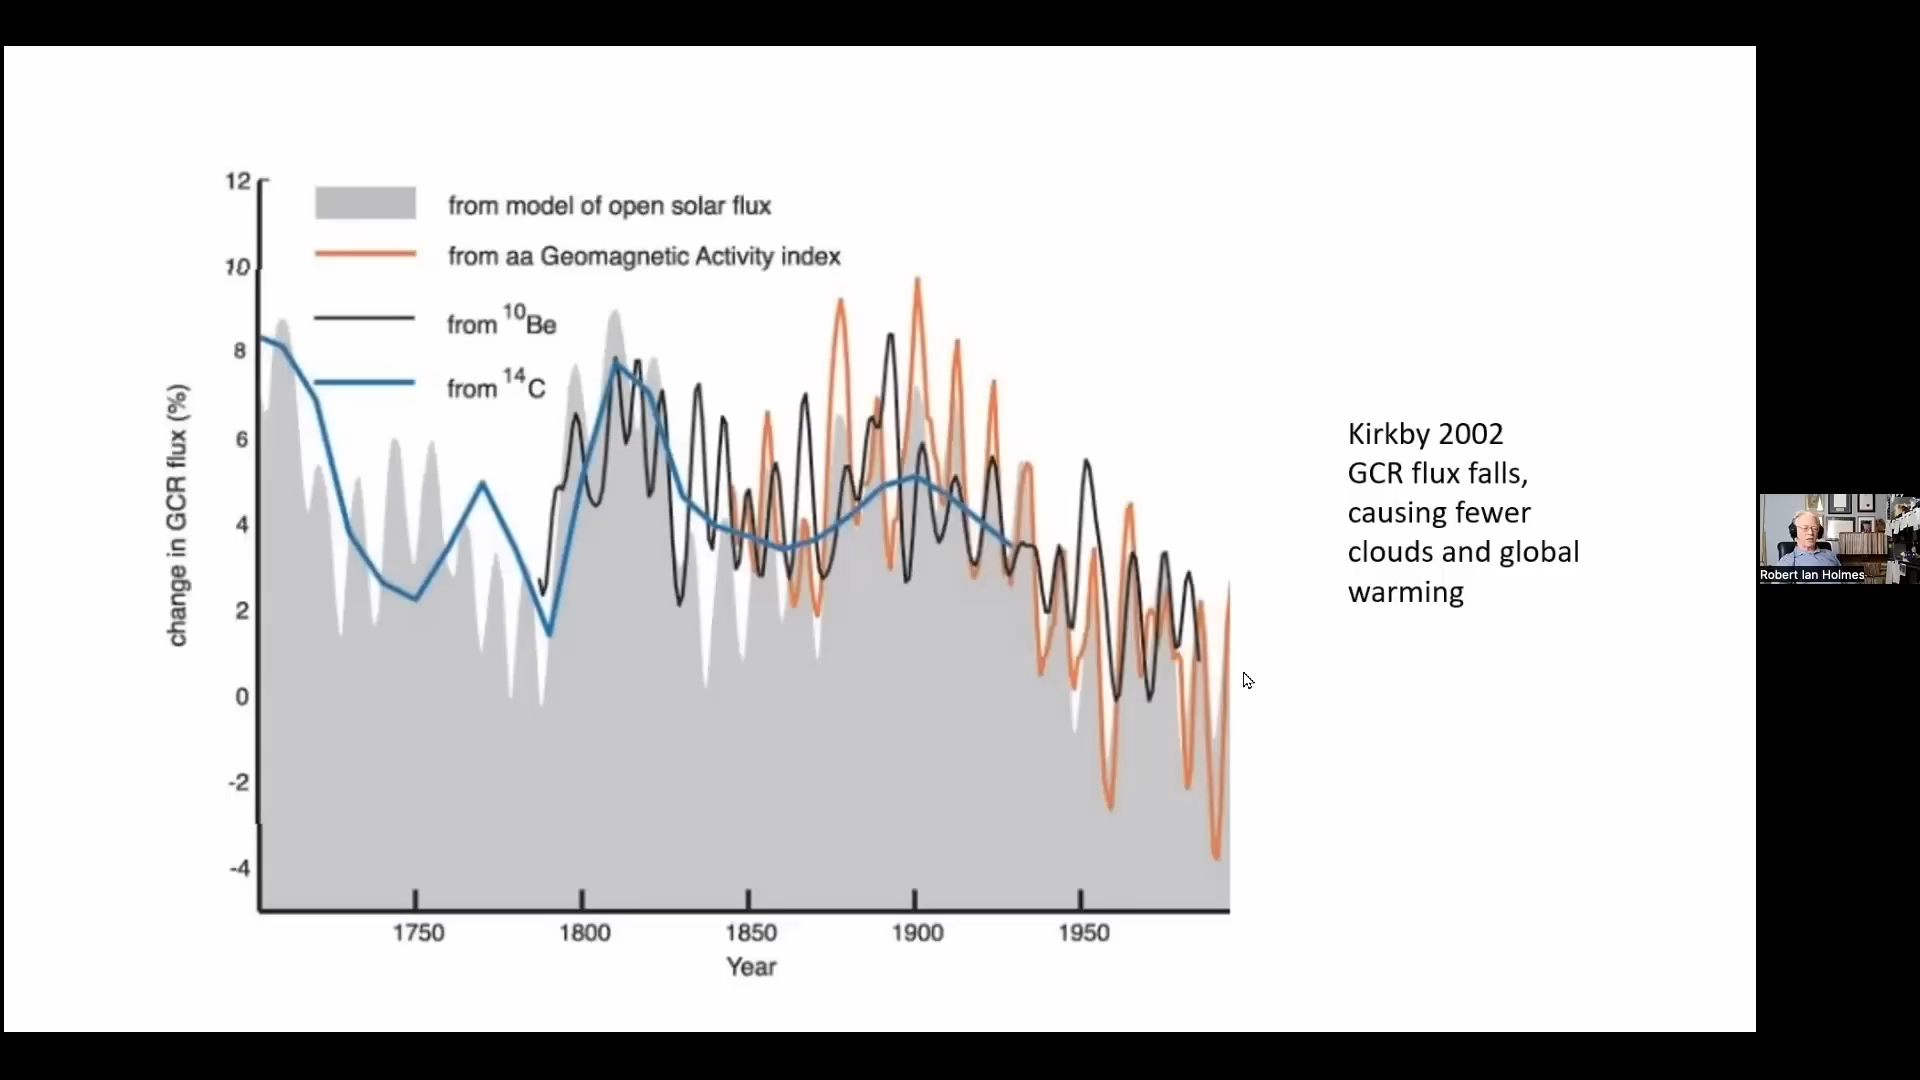 12
10
8
6
4
2
0
-2
-4
change in GCR flux (%)
from model of open solar flux
from aa Geomagnetic Activity index
from ¹⁰Be
from ¹⁴C
1750
1800
1850
1900
1950
Year
Kirkby 2002
GCR flux falls,
causing fewer
clouds and global
warming
Robert Ian Holmes